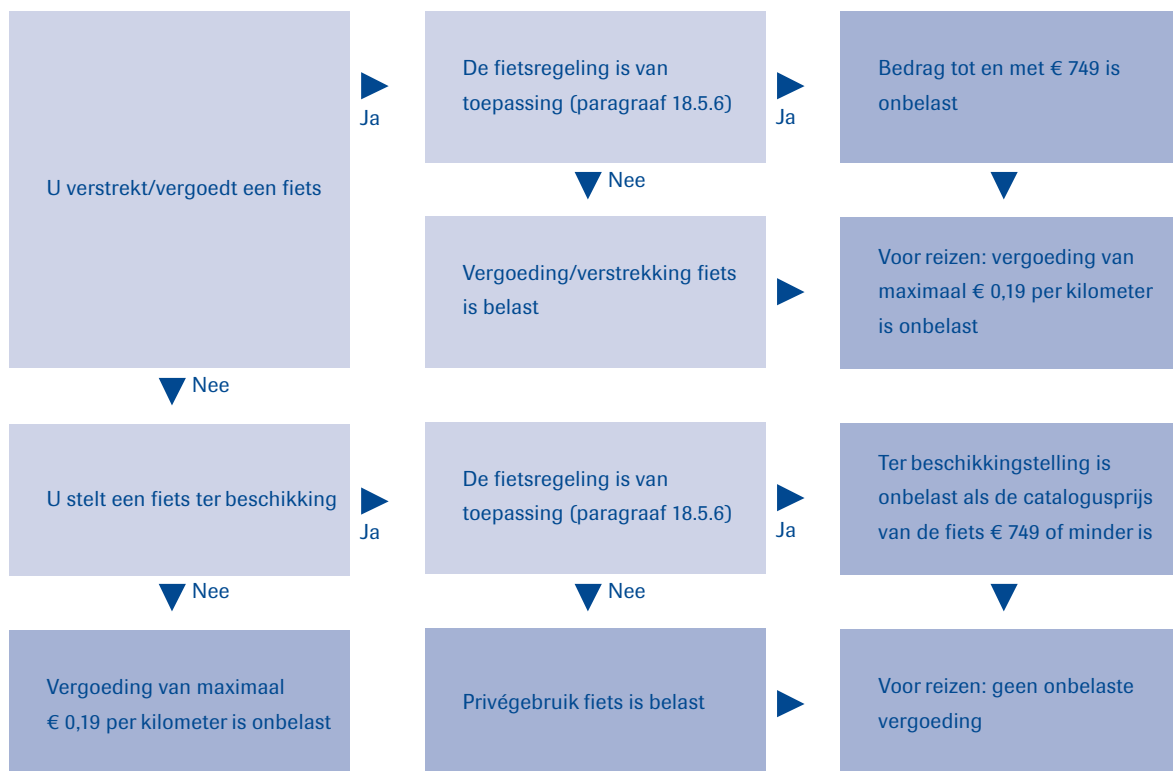 U verstrekt/vergoedt een fiets
Ja
De fietsregeling is van
toepassing (paragraaf 18.5.6)
Ja
Bedrag tot en met € 749 is
onbelast
Nee
Vergoeding/verstrekking fiets
is belast
Voor reizen: vergoeding van
maximaal € 0,19 per kilometer
is onbelast
Nee
U stelt een fiets ter beschikking
Ja
De fietsregeling is van
toepassing (paragraaf 18.5.6)
Ja
Ter beschikkingstelling is
onbelast als de catalogusprijs
van de fiets € 749 of minder is
Nee
Nee
Vergoeding van maximaal
€ 0,19 per kilometer is onbelast
Privégebruik fiets is belast
Voor reizen: geen onbelaste
vergoeding